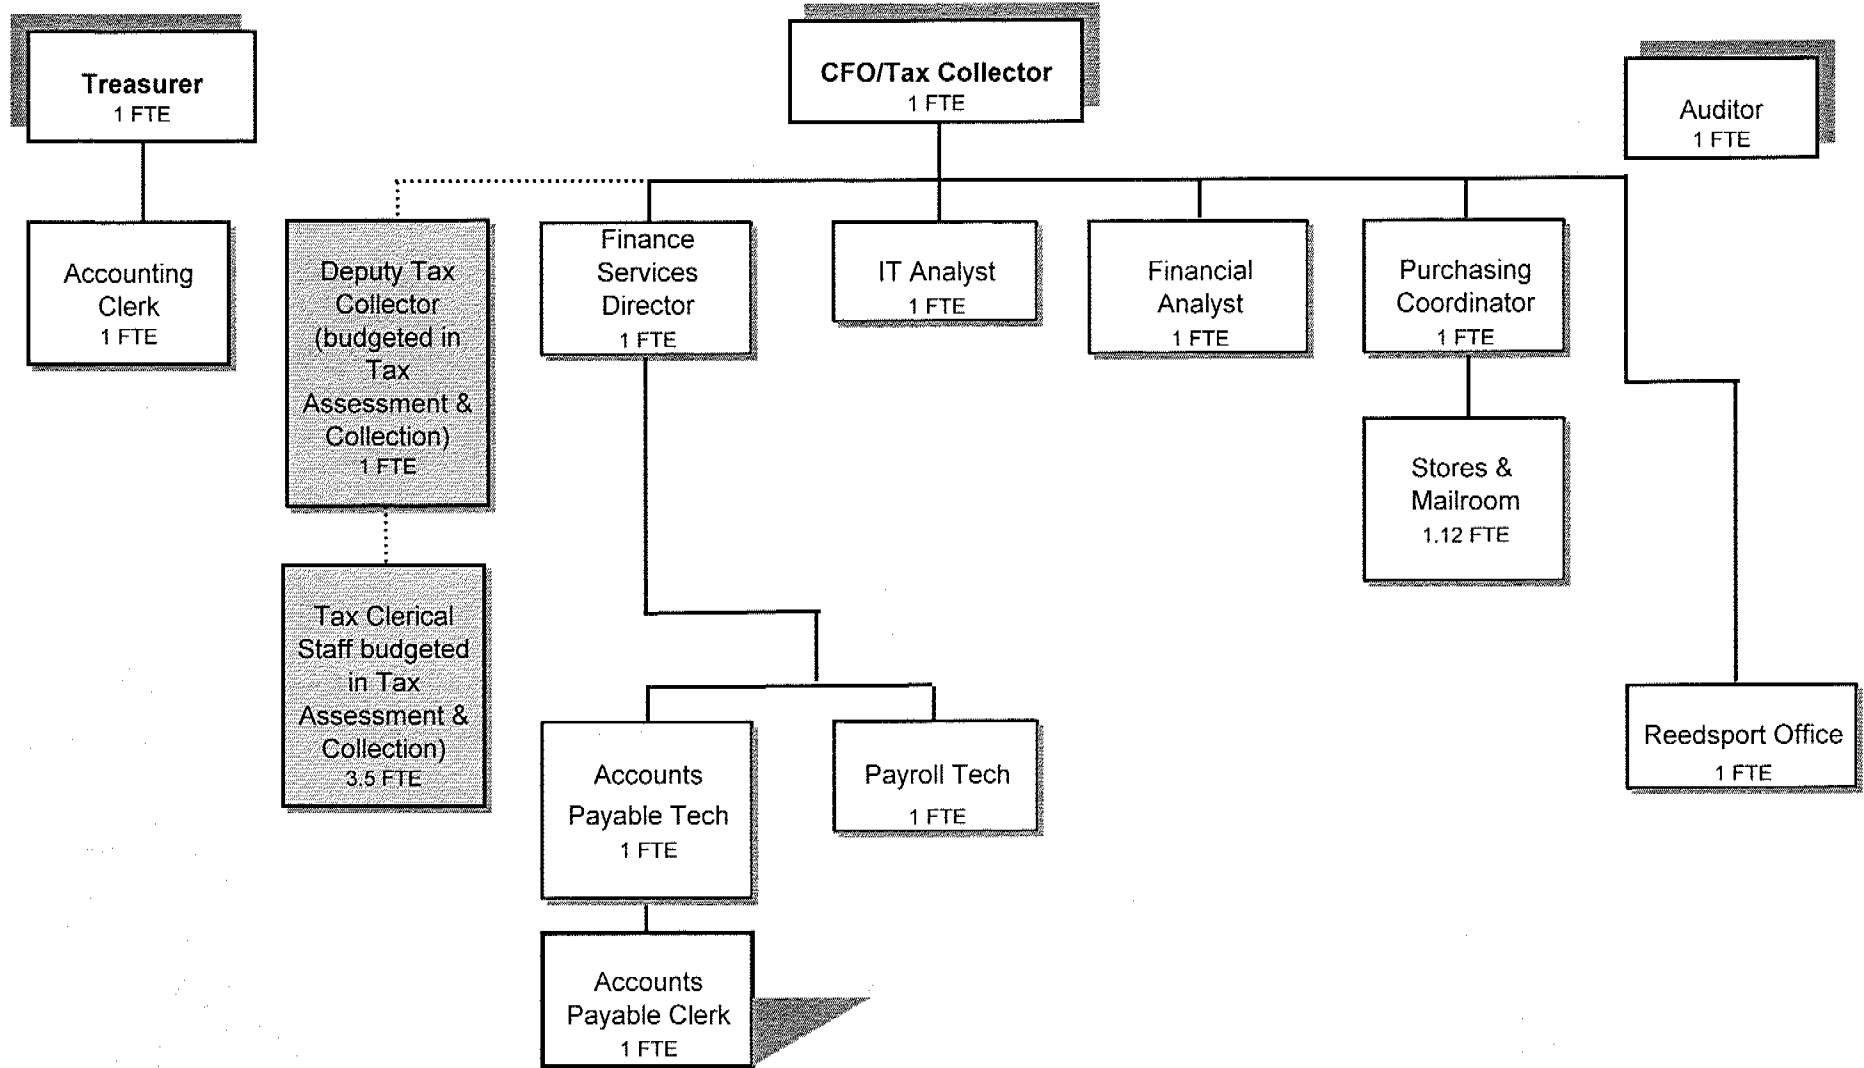 Treasurer
1 FTE
CFO/Tax Collector
1 FTE
Auditor
1 FTE
Accounting
Clerk
1 FTE
Deputy Tax
Collector
(budgeted in
Tax
Assessment &
Collection)
1 FTE
Finance
Services
Director
1 FTE
IT Analyst
1 FTE
Financial
Analyst
1 FTE
Purchasing
Coordinator
1 FTE
Stores &
Mailroom
1.12 FTE
Tax Clerical
Staff budgeted
in Tax
Assessment &
Collection)
3.5 FTE
Accounts
Payable Tech
1 FTE
Payroll Tech
1 FTE
Reedsport Office
1 FTE
Accounts
Payable Clerk
1 FTE